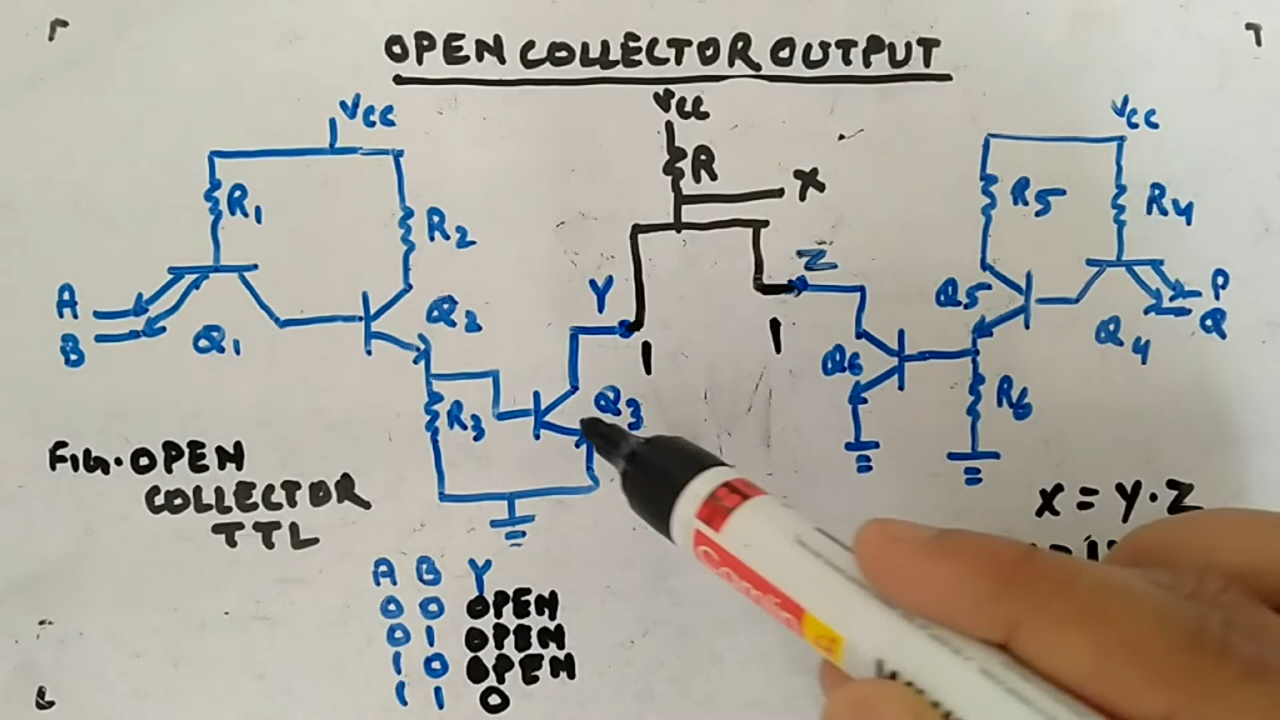 OPEN COLLECTOR OUTPUT
VCC
VCC
VCC
R
X
R1
R2
R5
R4
A
B
Q1
Q2
Y
Z
Q5
P
Q
Q4
1
1
Q6
Q3
R3
R6
FIG. OPEN
COLLECTOR
TTL
X = Y · Z
A B Y
0 0 OPEN
0 1 OPEN
1 0 OPEN
1 1 0
Camlin